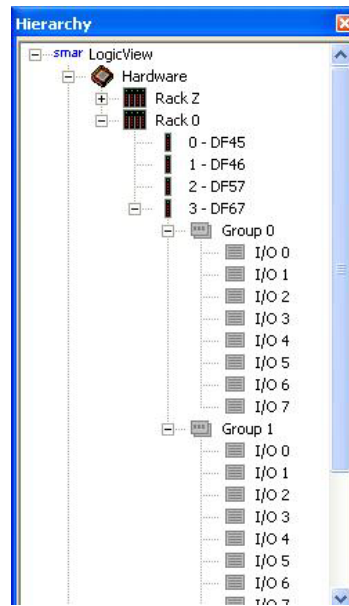 Hierarchy
smar LogicView
Hardware
Rack Z
Rack 0
0 - DF45
1 - DF46
2 - DF57
3 - DF67
Group 0
I/O 0
I/O 1
I/O 2
I/O 3
I/O 4
I/O 5
I/O 6
I/O 7
Group 1
I/O 0
I/O 1
I/O 2
I/O 3
I/O 4
I/O 5
I/O 6
I/O 7